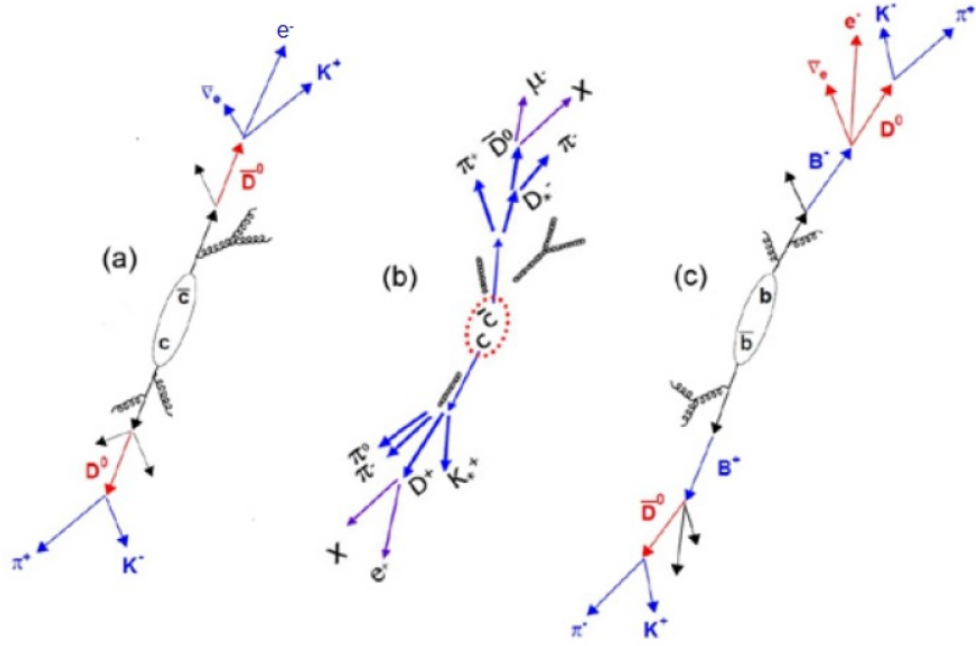 e⁻
K⁺
ν̅ₑ
D̅⁰
(a)
c̅
c
D⁰
π⁺
K⁻
μ⁻
X
D̅⁰
π⁺
π⁻
D*⁻
(b)
c̅
c
π⁰
π⁻
D⁺
X
e⁺
e⁻
K⁻
π⁺
ν̅ₑ
D⁰
B⁻
(c)
b
b̅
B⁺
D̅⁰
π⁻
K⁺